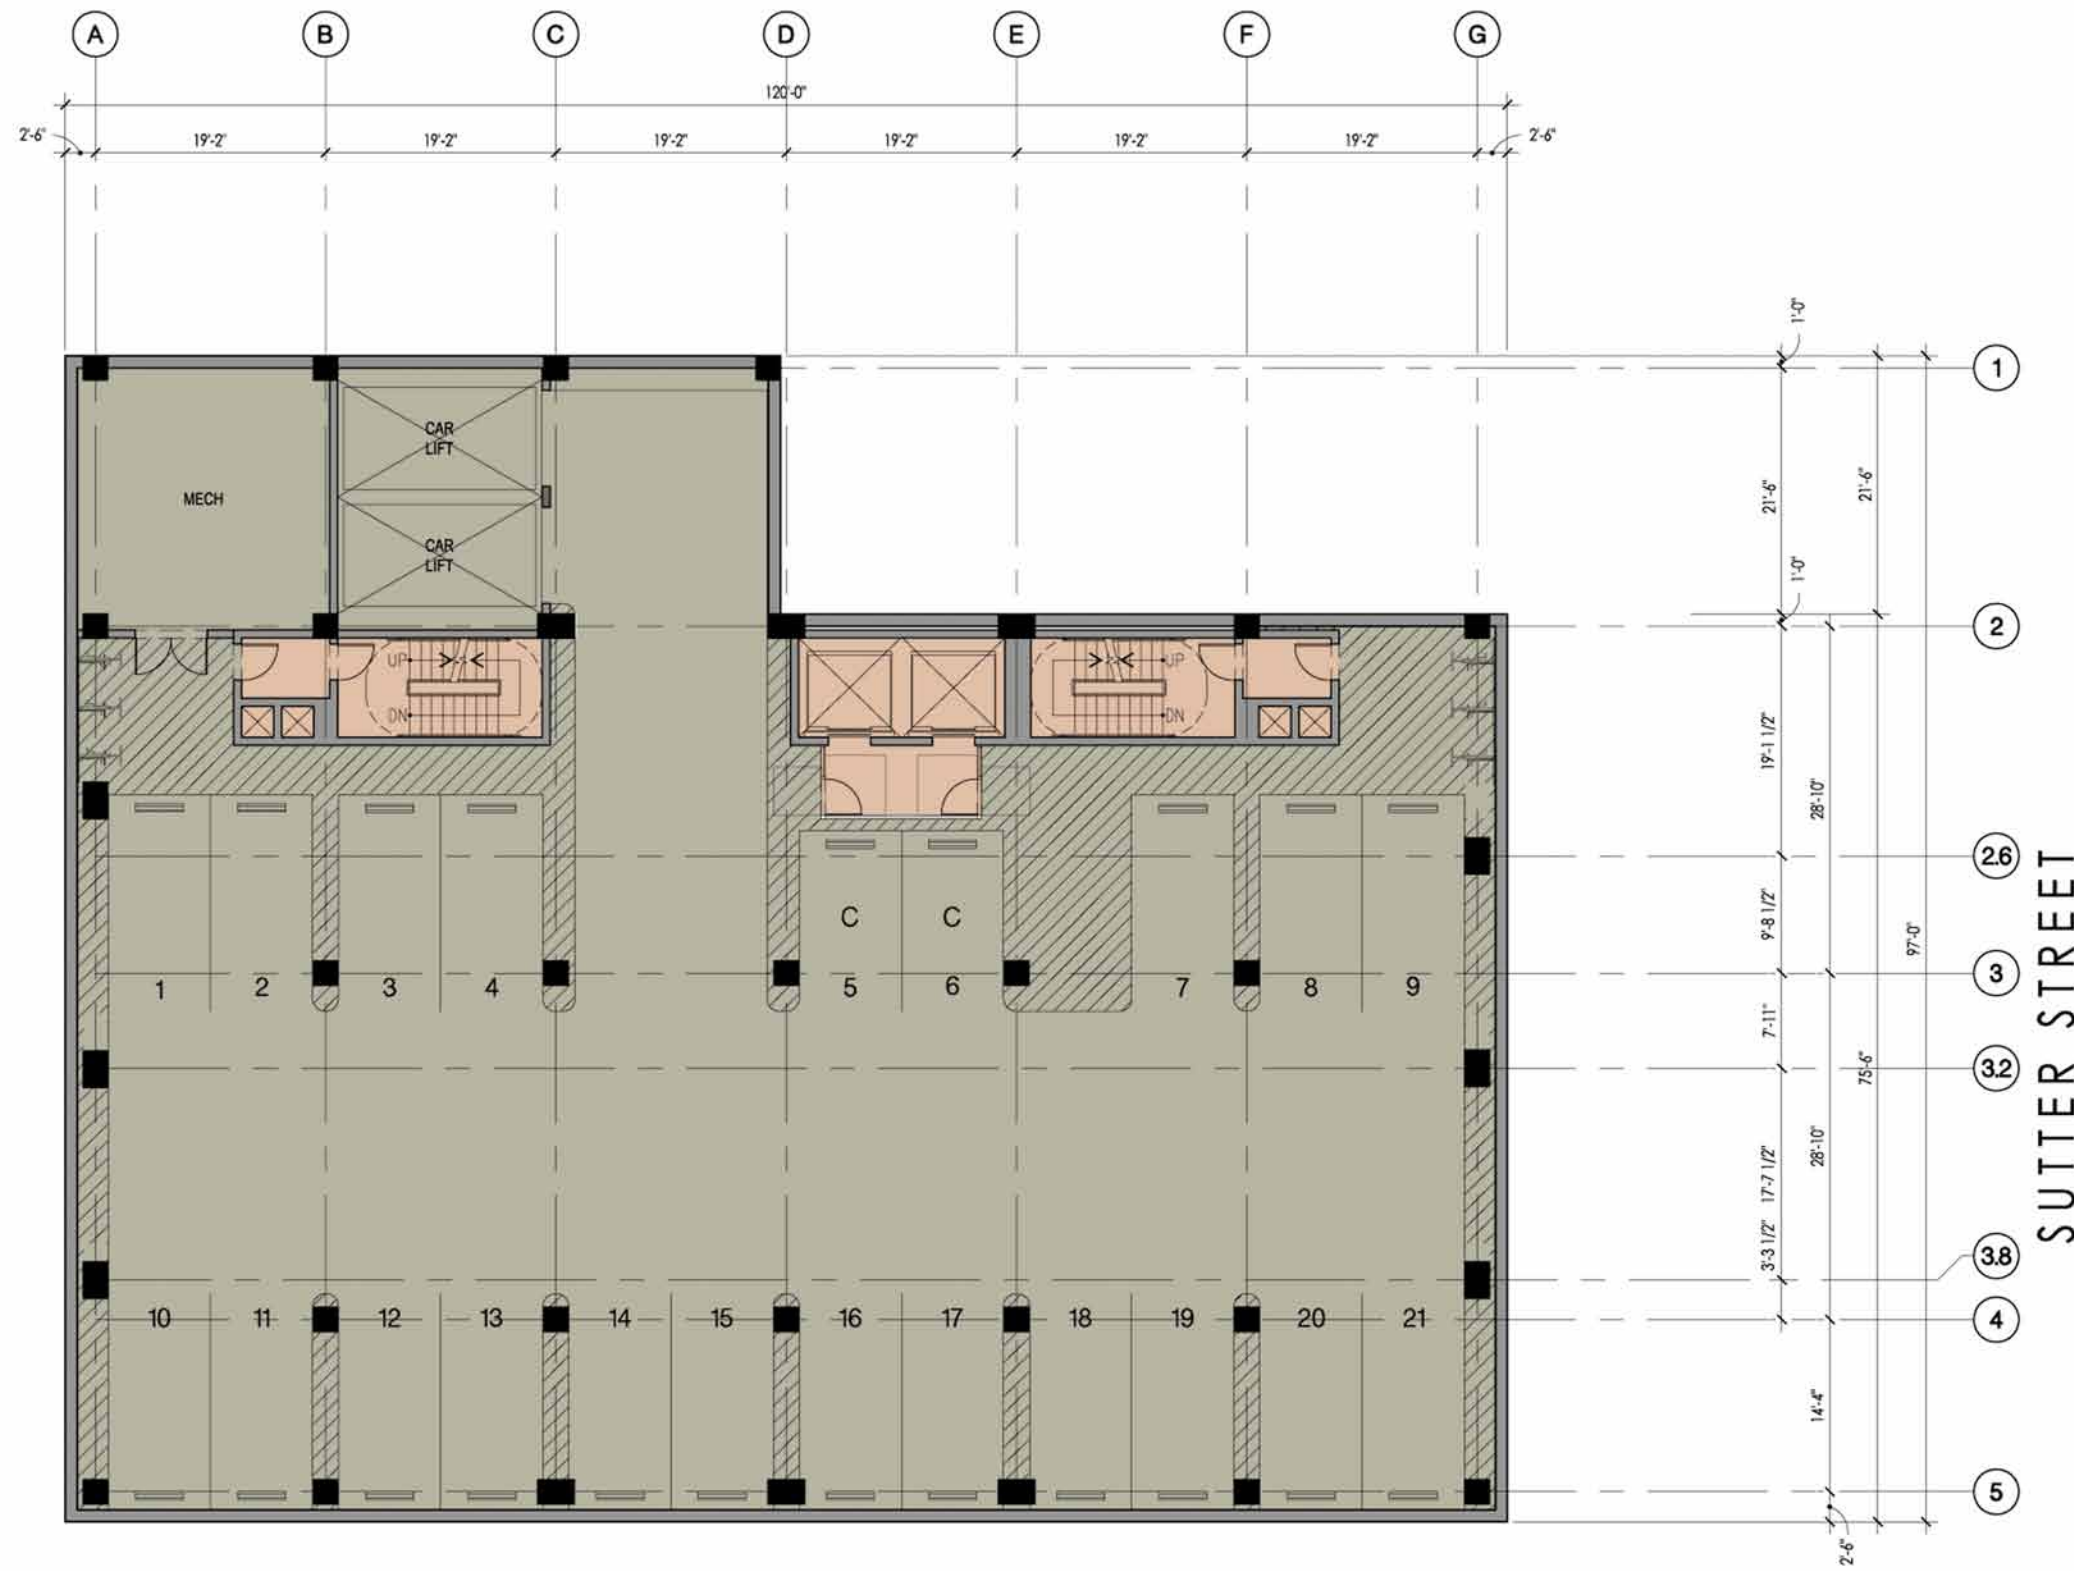 A B C D E F G
120'-0"
2'-6" 19'-2" 19'-2" 19'-2" 19'-2" 19'-2" 19'-2" 2'-6"
1'-0"
1
CAR
LIFT
MECH
21'-6" 21'-6"
CAR
LIFT
1'-0"
2
UP UP
DN DN
19'-1 1/2"
28'-10"
2.6
C C
9'-8 1/2"
97'-0"
3
1 2 3 4 5 6 7 8 9
7'-11"
3.2
75'-6"
SUTTER STREET
28'-10"
17'-7 1/2"
3'-3 1/2"
3.8
10 11 12 13 14 15 16 17 18 19 20 21
4
14'-4"
5
2'-6"